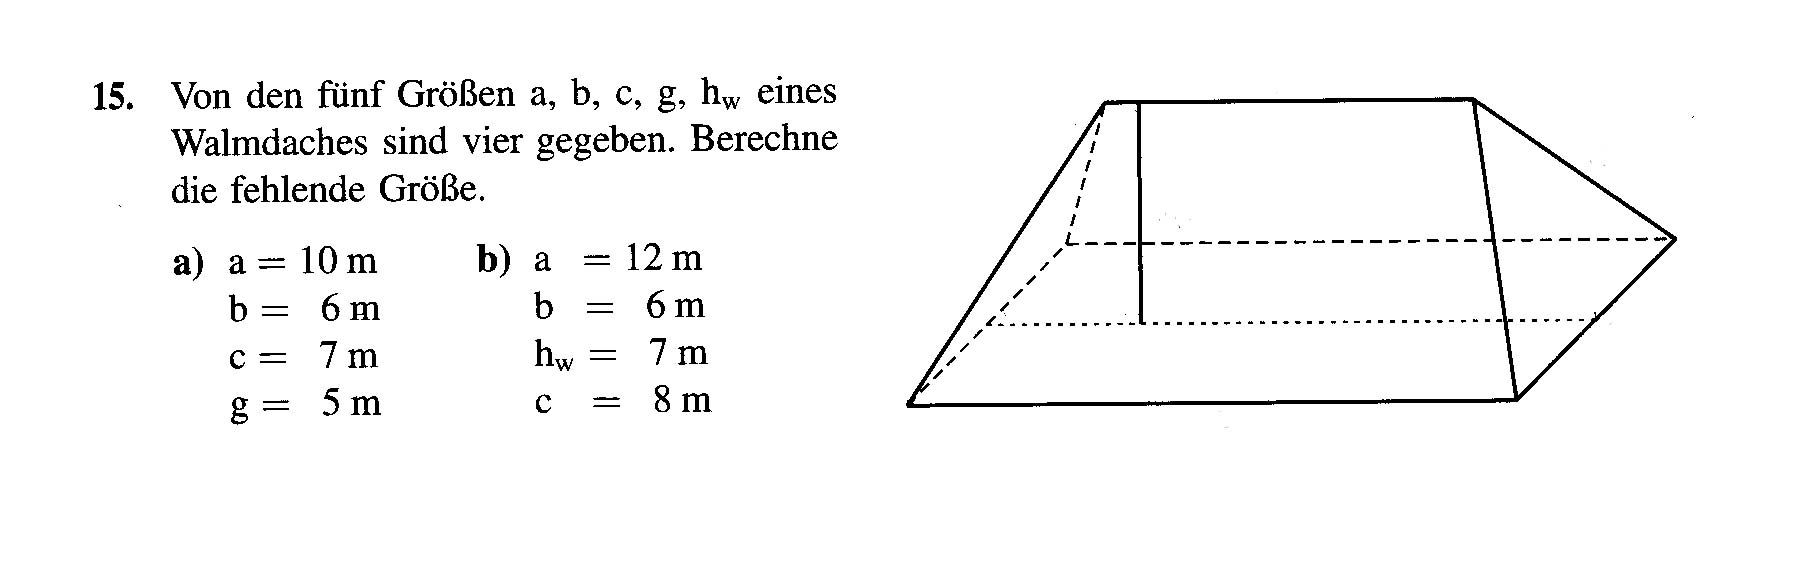 15. Von den fünf Größen a, b, c, g, hw eines
Walmdaches sind vier gegeben. Berechne
die fehlende Größe.
a) a = 10 m b) a = 12 m
b = 6 m b = 6 m
c = 7 m hw = 7 m
g = 5 m c = 8 m